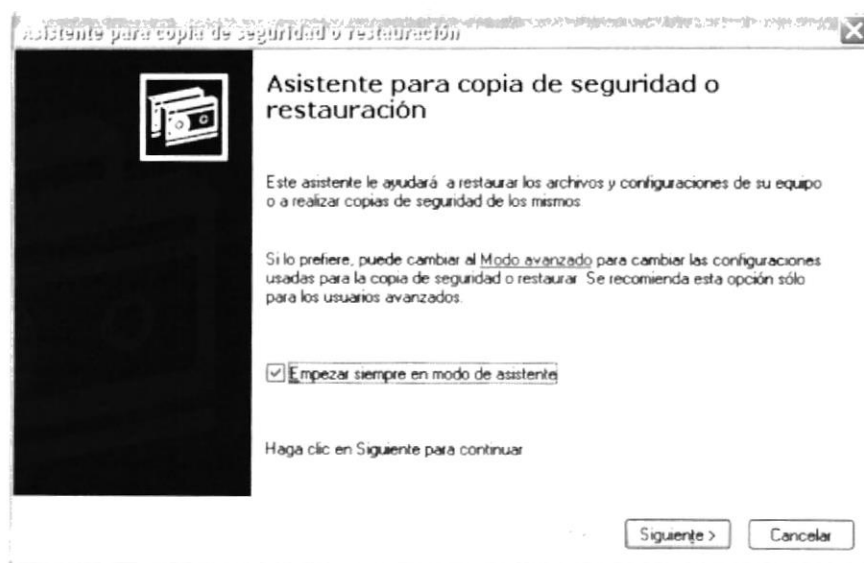 Asistente para copia de seguridad o restauración
Asistente para copia de seguridad o
restauración
Este asistente le ayudará a restaurar los archivos y configuraciones de su equipo
o a realizar copias de seguridad de los mismos
Si lo prefiere, puede cambiar al Modo avanzado para cambiar las configuraciones
usadas para la copia de seguridad o restaurar. Se recomienda esta opción sólo
para los usuarios avanzados.
Empezar siempre en modo de asistente
Haga clic en Siguiente para continuar
Siguiente >
Cancelar